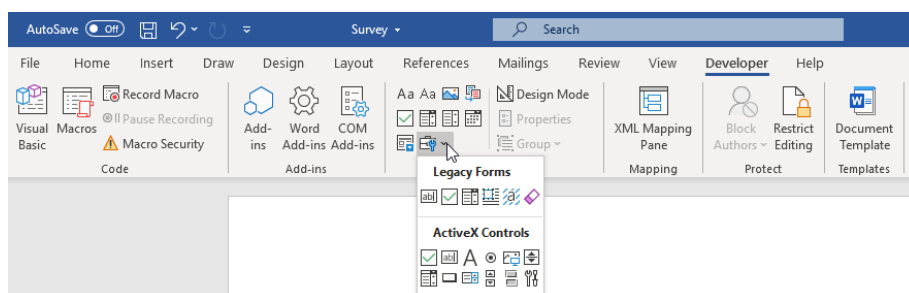 AutoSave Off Survey Search
File Home Insert Draw Design Layout References Mailings Review View Developer Help
Visual Basic
Macros
Record Macro
Pause Recording
Macro Security
Code
Add-ins
Word Add-ins
COM Add-ins
Add-ins
Aa Aa
Design Mode
Properties
Group
XML Mapping Pane
Mapping
Block Authors
Restrict Editing
Protect
Document Template
Templates
Legacy Forms
ab a
ActiveX Controls
ab A